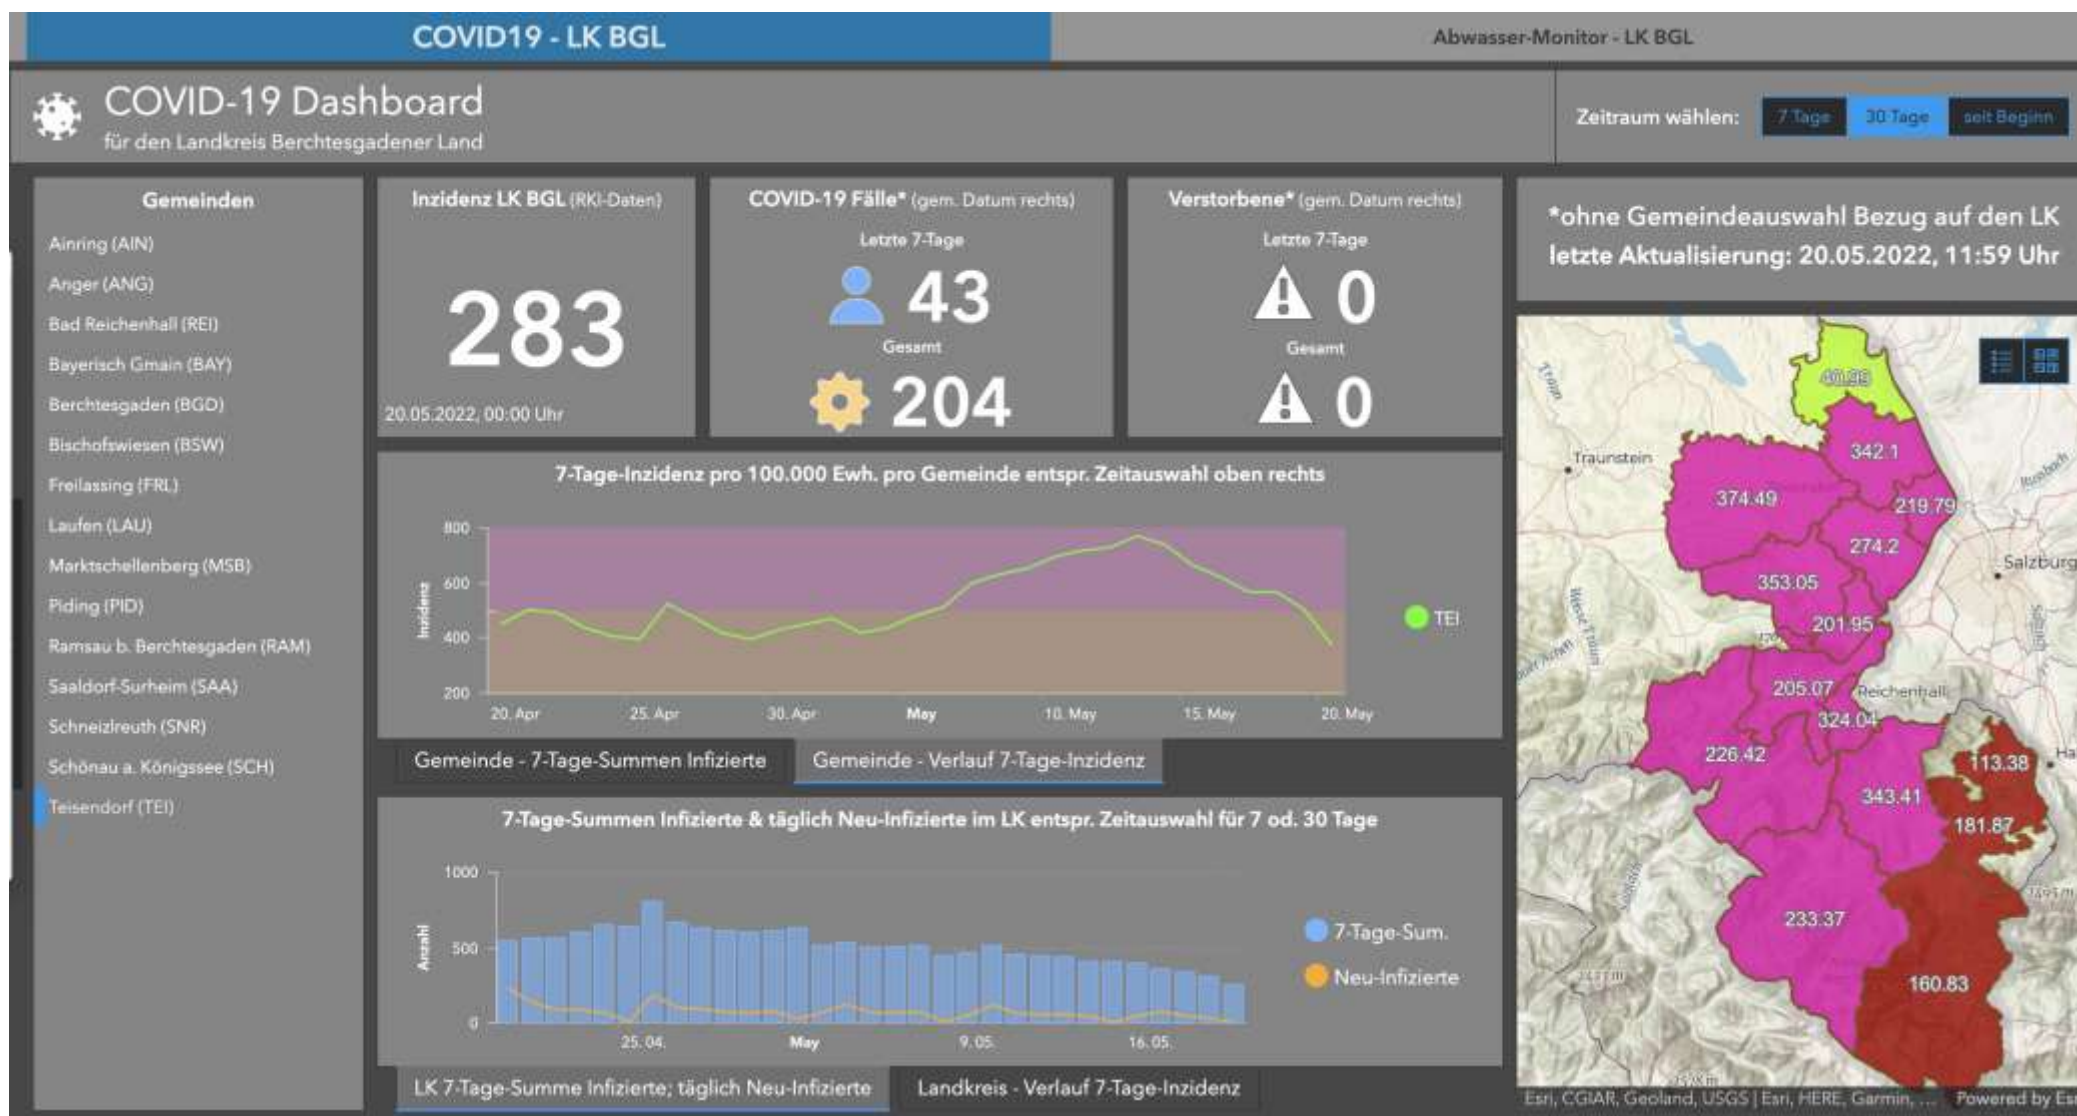 COVID19 - LK BGL
Abwasser-Monitor - LK BGL
COVID-19 Dashboard
für den Landkreis Berchtesgadener Land
Zeitraum wählen:
7 Tage
30 Tage
seit Beginn
Gemeinden
Ainring (AIN)
Anger (ANG)
Bad Reichenhall (REI)
Bayerisch Gmain (BAY)
Berchtesgaden (BGD)
Bischofswiesen (BSW)
Freilassing (FRL)
Laufen (LAU)
Marktschellenberg (MSB)
Piding (PID)
Ramsau b. Berchtesgaden (RAM)
Saaldorf-Surheim (SAA)
Schneizlreuth (SNR)
Schönau a. Königssee (SCH)
Teisendorf (TEI)
Inzidenz LK BGL (RKI-Daten)
283
20.05.2022, 00:00 Uhr
COVID-19 Fälle* (gem. Datum rechts)
Letzte 7-Tage
43
Gesamt
204
Verstorbene* (gem. Datum rechts)
Letzte 7-Tage
0
Gesamt
0
*ohne Gemeindeauswahl Bezug auf den LK
letzte Aktualisierung: 20.05.2022, 11:59 Uhr
7-Tage-Inzidenz pro 100.000 Ewh. pro Gemeinde entspr. Zeitauswahl oben rechts
800
600
400
200
Inzidenz
20. Apr
25. Apr
30. Apr
May
10. May
15. May
20. May
TEI
Gemeinde - 7-Tage-Summen Infizierte
Gemeinde - Verlauf 7-Tage-Inzidenz
7-Tage-Summen Infizierte & täglich Neu-Infizierte im LK entspr. Zeitauswahl für 7 od. 30 Tage
1000
500
0
Anzahl
25. 04.
May
9. 05.
16. 05.
7-Tage-Sum.
Neu-Infizierte
LK 7-Tage-Summe Infizierte; täglich Neu-Infizierte
Landkreis - Verlauf 7-Tage-Inzidenz
Traun
40.99
Traunstein
342.1
374.49
219.79
274.2
Salzburg
353.05
Weisse Traun
201.95
205.07
Reichenhall
324.04
226.42
113.38
Ha
343.41
181.87
233.37
160.83
Esri, CGIAR, Geoland, USGS | Esri, HERE, Garmin, ...
Powered by Esri